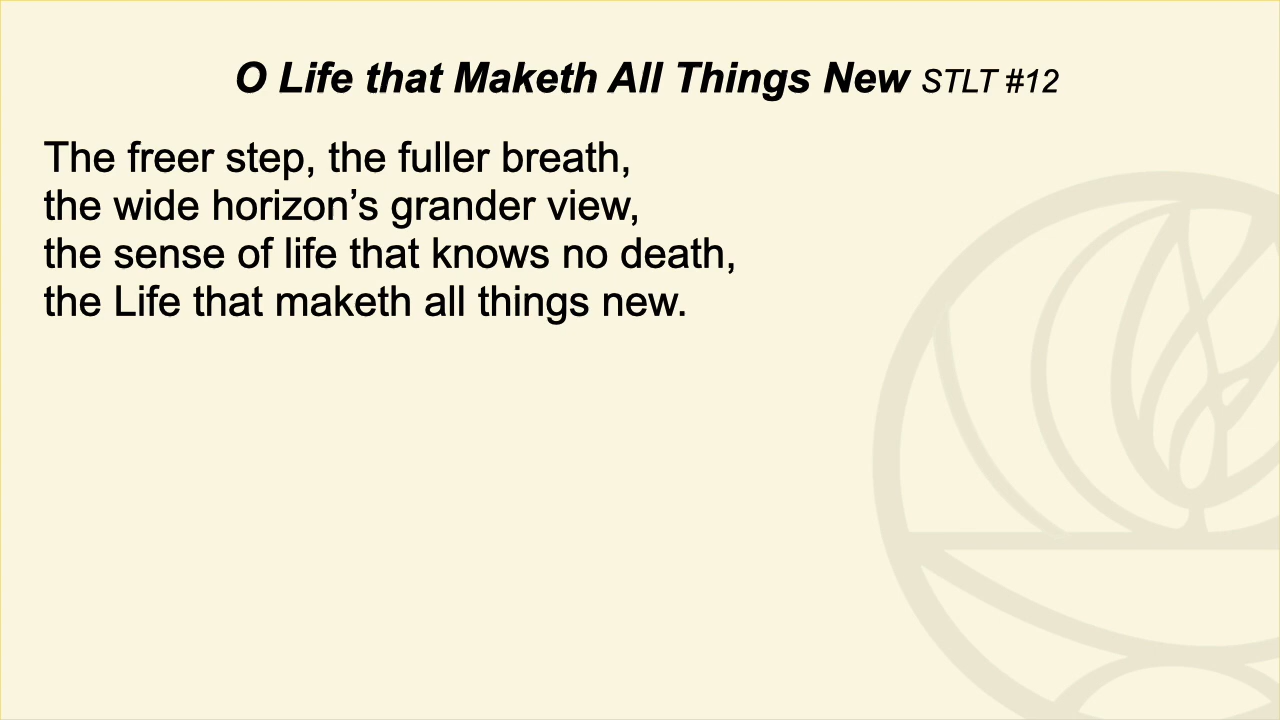 O Life that Maketh All Things New STLT #12
The freer step, the fuller breath,
the wide horizon’s grander view,
the sense of life that knows no death,
the Life that maketh all things new.